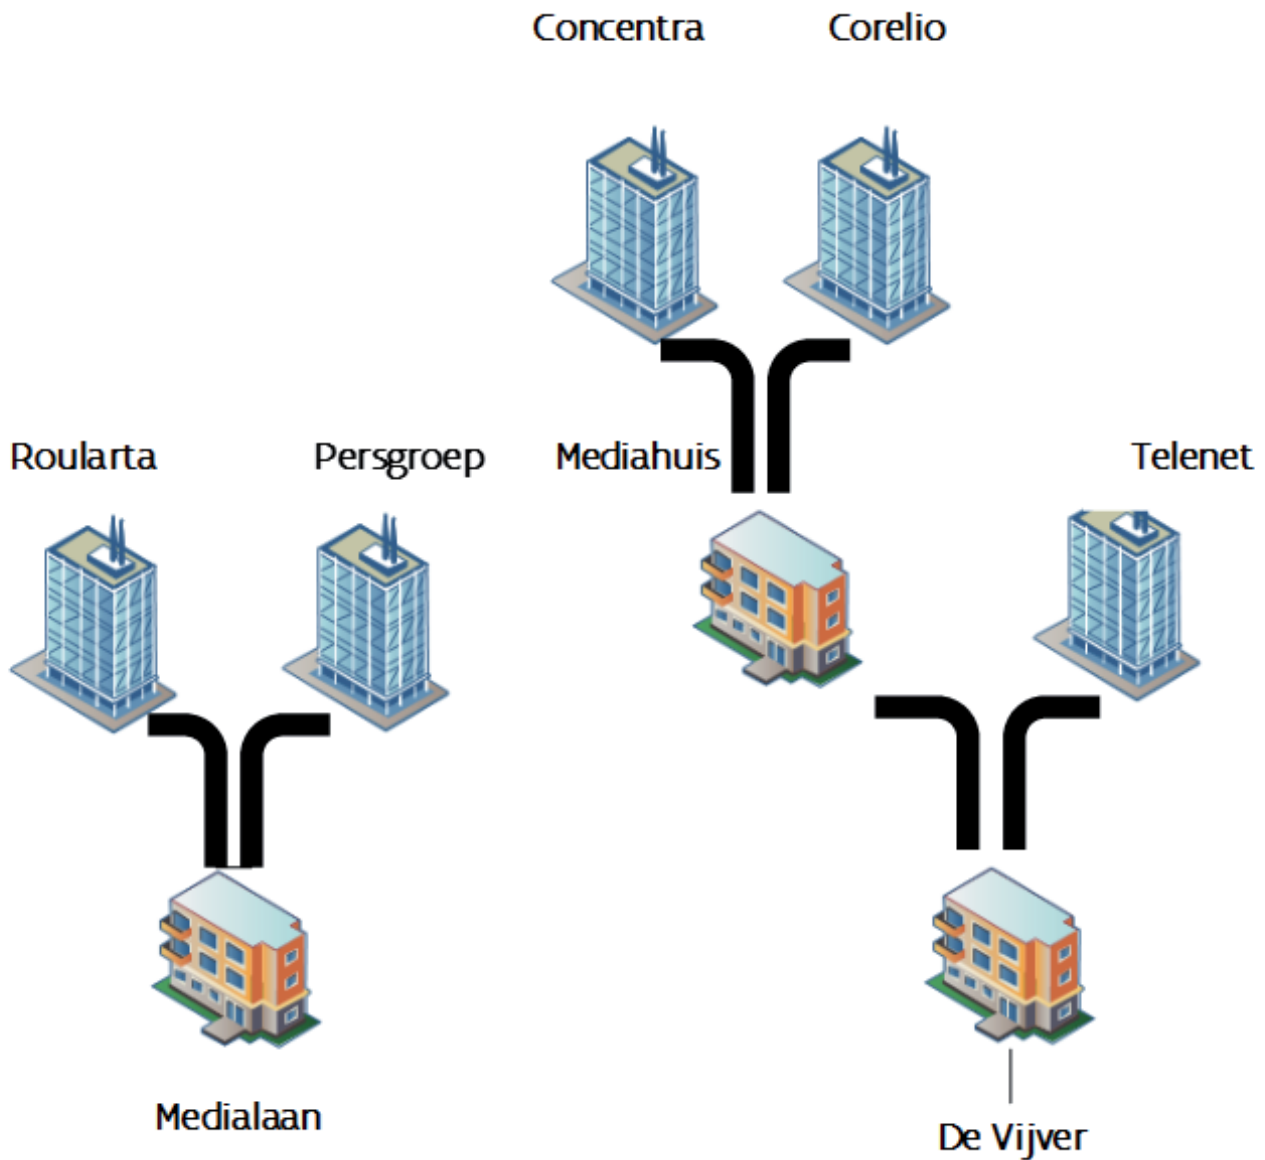 Concentra
Corelio
Roularta
Persgroep
Mediahuis
Telenet
Medialaan
De Vijver